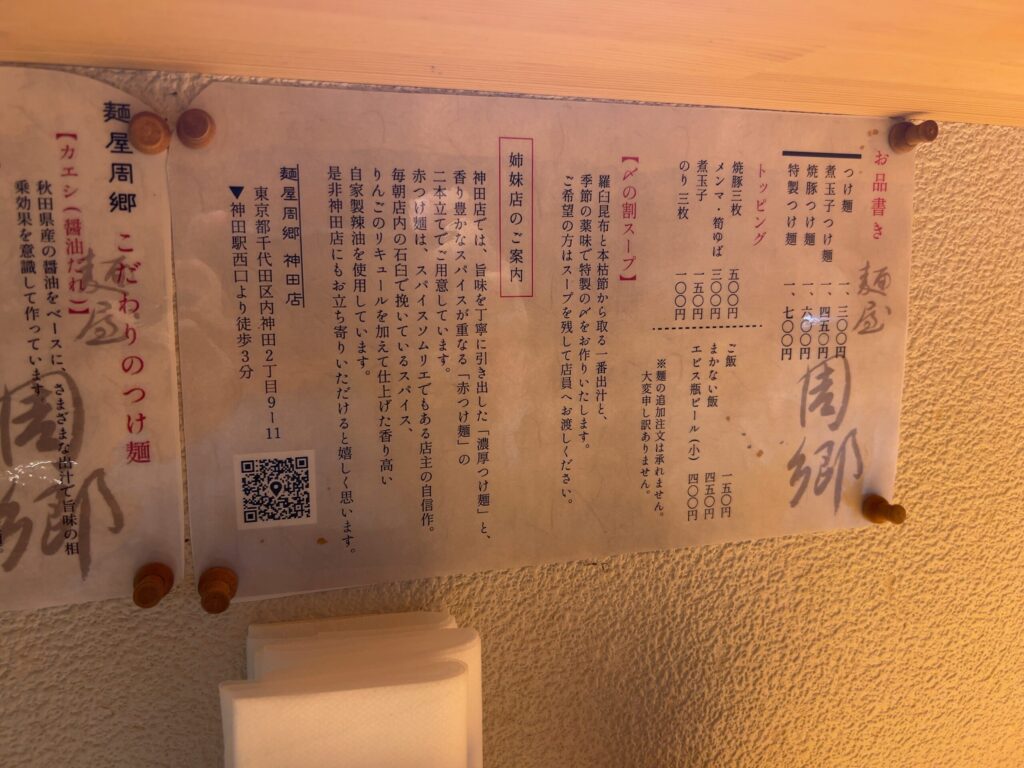 お品書き
麺屋 周郷
つけ麺 一、三〇〇円
煮玉子つけ麺 一、四五〇円
焼豚つけ麺 一、六〇〇円
特製つけ麺 一、七〇〇円
トッピング
焼豚三枚 五〇〇円
メンマ・筍ゆば 三〇〇円
煮玉子 一五〇円
のり三枚 一〇〇円
ご飯 一五〇円
まかない飯 四五〇円
エビス瓶ビール(小) 四〇〇円
※麺の追加注文は承れません。
大変申し訳ありません。
【〆の割スープ】
羅臼昆布と本枯節から取る一番出汁と、
季節の薬味で特製の〆をお作りいたします。
ご希望の方はスープを残して店員へお渡しください。
姉妹店のご案内
神田店では、旨味を丁寧に引き出した「濃厚つけ麺」と、
香り豊かなスパイスが重なる「赤つけ麺」の
二本立てでご用意しています。
赤つけ麺は、スパイスソムリエでもある店主の自信作。
毎朝店内の石臼で挽いているスパイス、
りんごのリキュールを加えて仕上げた香り高い
自家製辣油を使用しています。
是非神田店にもお立ち寄りいただけると嬉しく思います。
麺屋周郷 神田店
東京都千代田区内神田2丁目9−11
▼神田駅西口より徒歩3分
麺屋周郷 こだわりのつけ麺
麺屋 周郷
【カエシ(醤油だれ)】
秋田県産の醤油をベースに、さまざまな出汁で旨味の相
乗効果を意識して作っています。